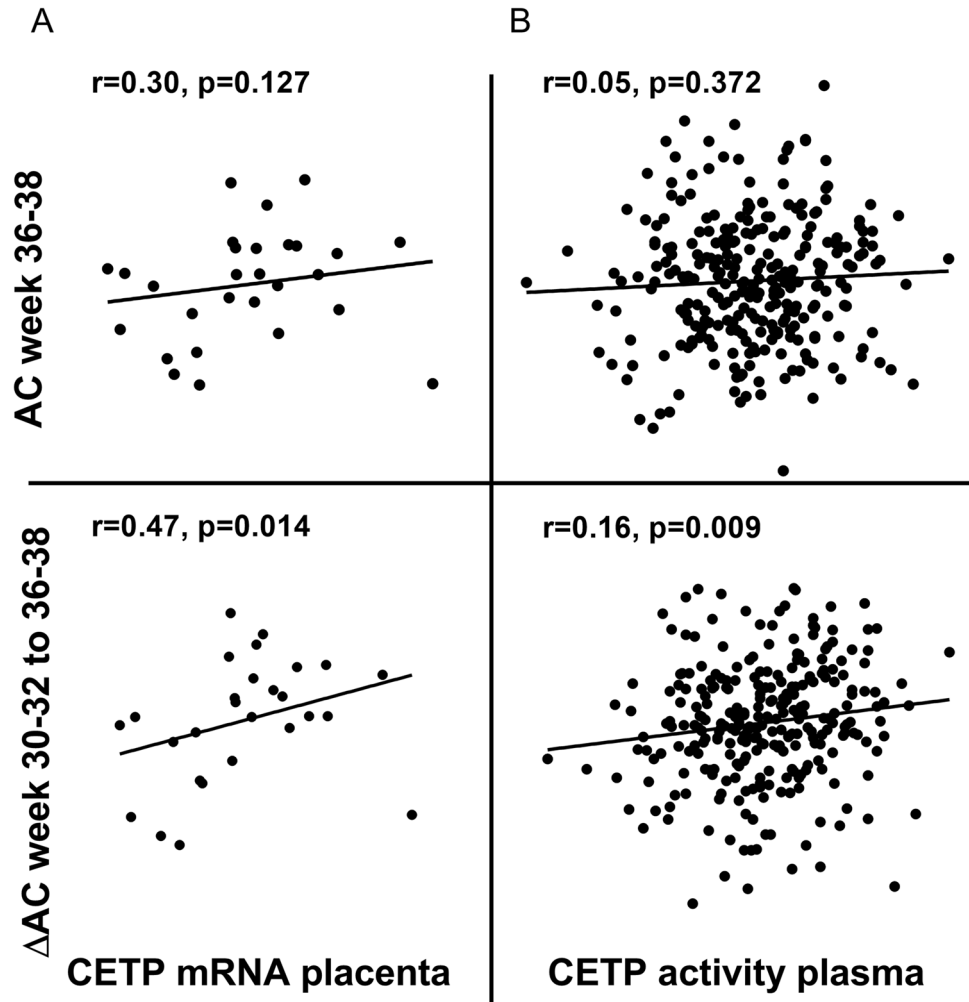 A
B
r=0.30, p=0.127
r=0.05, p=0.372
AC week 36-38
r=0.47, p=0.014
r=0.16, p=0.009
ΔAC week 30-32 to 36-38
CETP mRNA placenta
CETP activity plasma